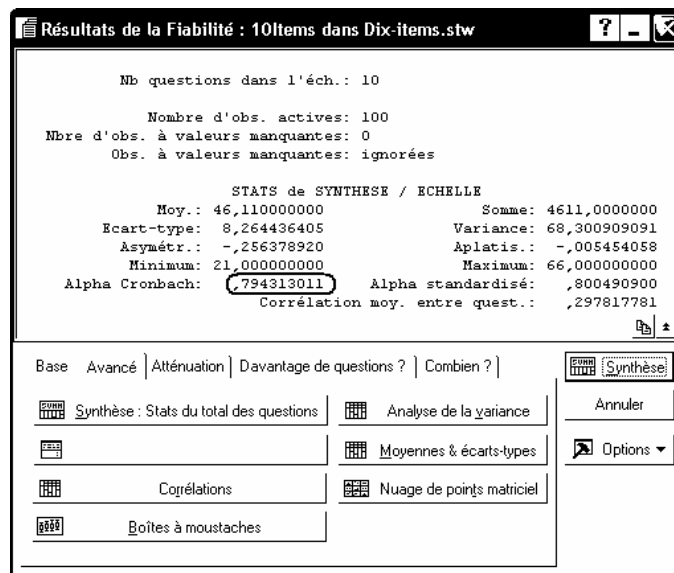 Résultats de la Fiabilité : 10Items dans Dix-items.stw
Nb questions dans l'éch.: 10
Nombre d'obs. actives: 100
Nbre d'obs. à valeurs manquantes: 0
Obs. à valeurs manquantes: ignorées
STATS de SYNTHESE / ECHELLE
Moy.: 46,110000000 Somme: 4611,0000000
Ecart-type: 8,264436405 Variance: 68,300909091
Asymétr.: -,256378920 Aplatis.: -,005454058
Minimum: 21,000000000 Maximum: 66,000000000
Alpha Cronbach: ,794313011 Alpha standardisé: ,800490900
Corrélation moy. entre quest.: ,297817781
Base Avancé Atténuation Davantage de questions ? Combien ?
Synthèse
Synthèse : Stats du total des questions Analyse de la variance Annuler
Moyennes & écarts-types Options
Corrélations Nuage de points matriciel
Boîtes à moustaches